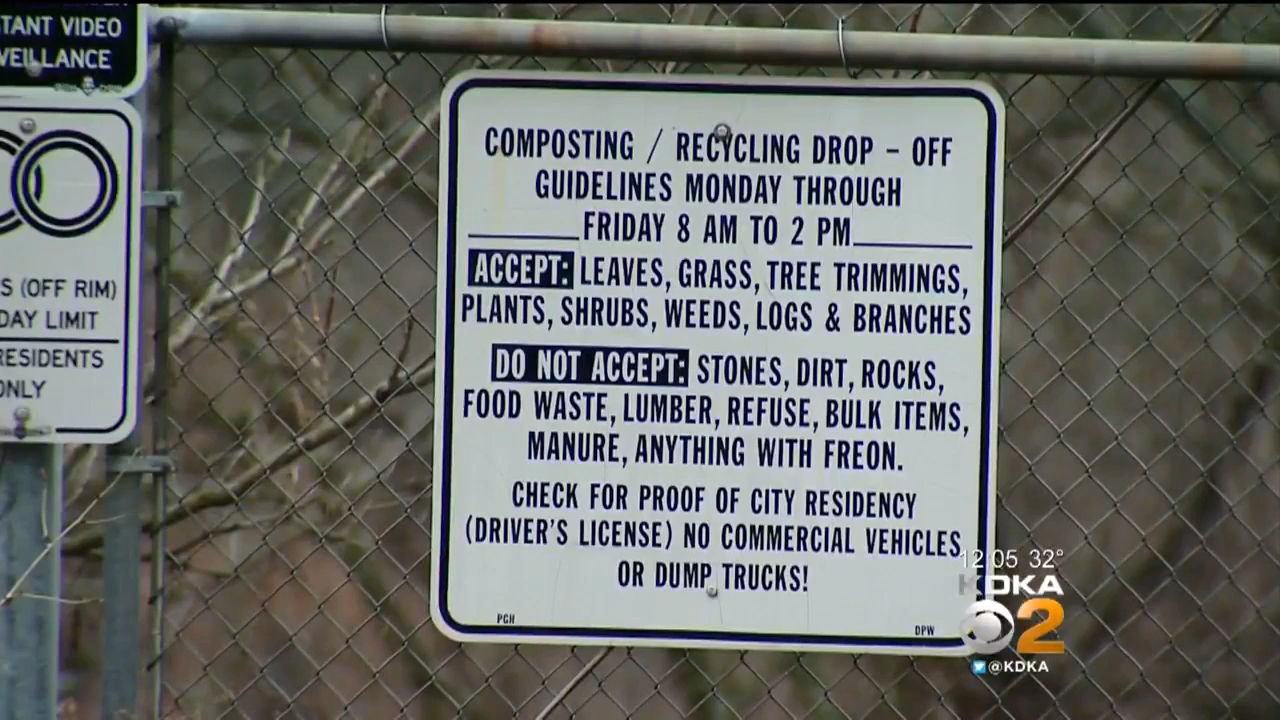 TANT VIDEO
VEILLANCE
S (OFF RIM)
DAY LIMIT
RESIDENTS
ONLY
COMPOSTING / RECYCLING DROP - OFF
GUIDELINES MONDAY THROUGH
FRIDAY 8 AM TO 2 PM
ACCEPT: LEAVES, GRASS, TREE TRIMMINGS,
PLANTS, SHRUBS, WEEDS, LOGS & BRANCHES
DO NOT ACCEPT: STONES, DIRT, ROCKS,
FOOD WASTE, LUMBER, REFUSE, BULK ITEMS,
MANURE, ANYTHING WITH FREON.
CHECK FOR PROOF OF CITY RESIDENCY
(DRIVER'S LICENSE) NO COMMERCIAL VEHICLES
OR DUMP TRUCKS!
PGH
DPW
12:05 32°
KDKA
2
@KDKA